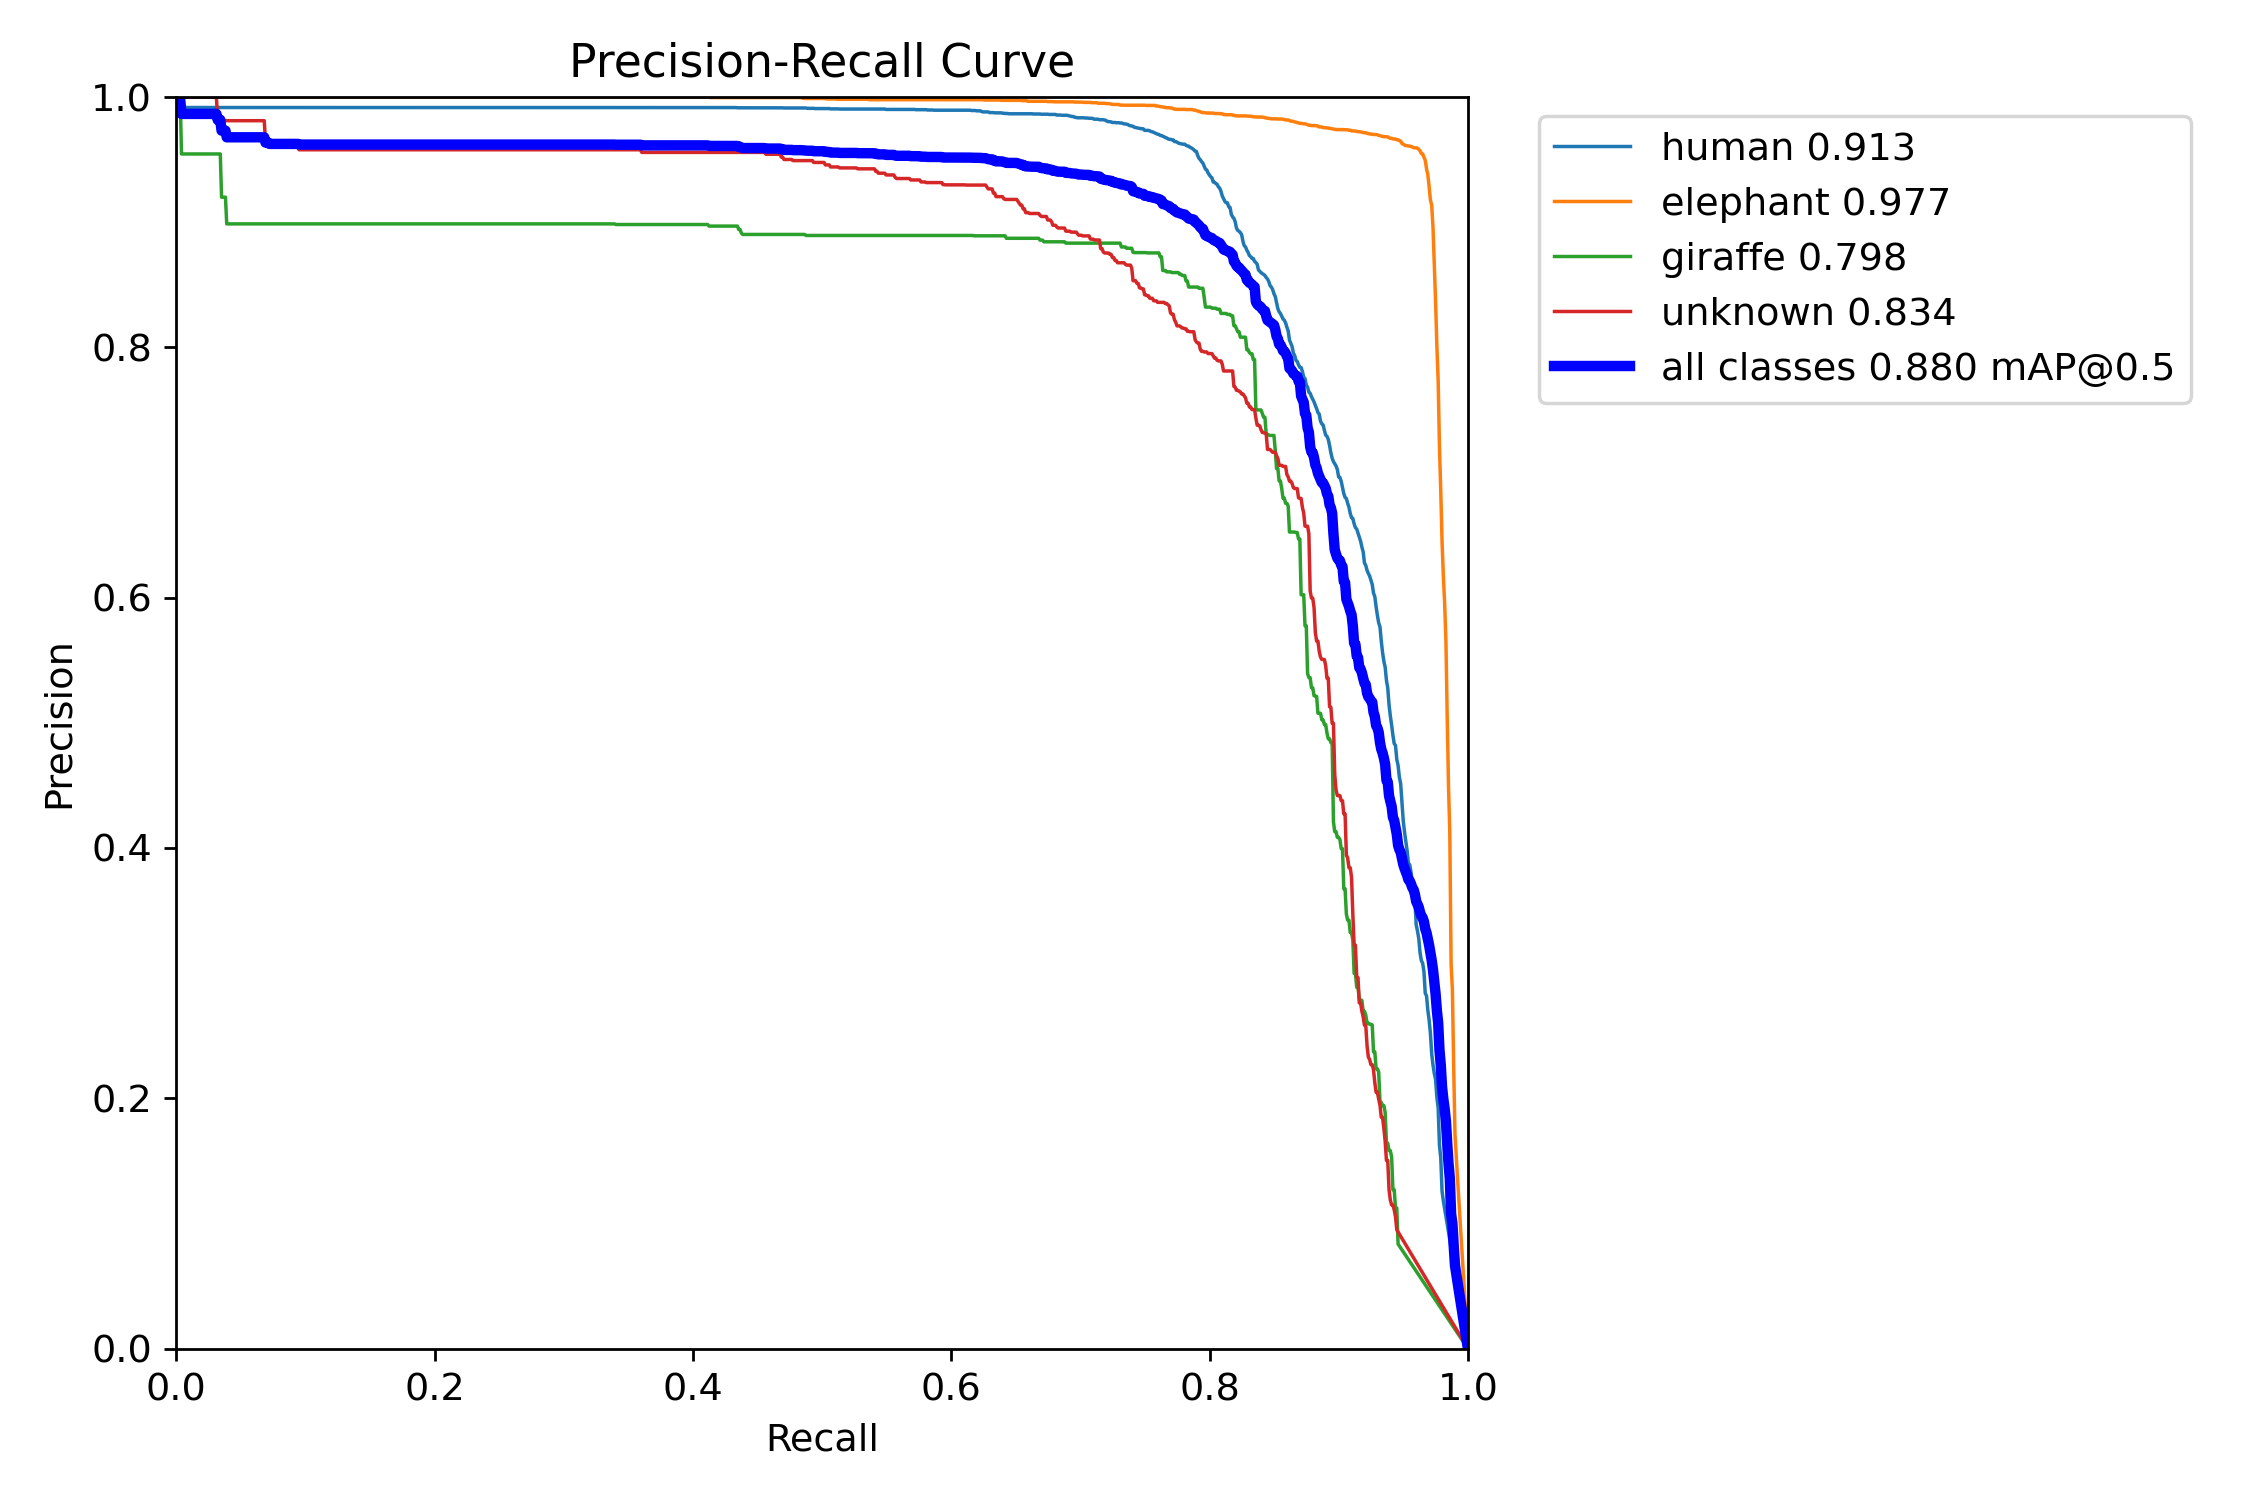 Precision-Recall Curve
1.0
0.8
0.6
0.4
0.2
0.0
Precision
0.0 0.2 0.4 0.6 0.8 1.0
Recall
human 0.913
elephant 0.977
giraffe 0.798
unknown 0.834
all classes 0.880 mAP@0.5